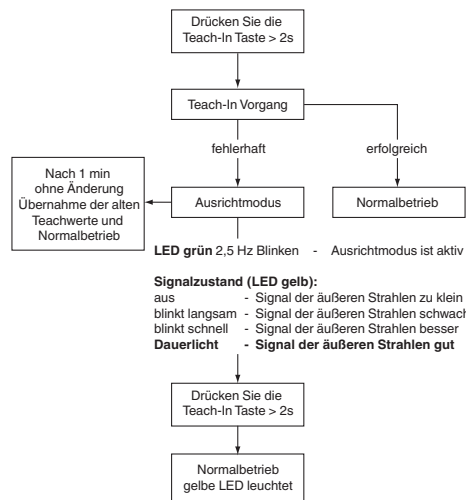 Drücken Sie die
Teach-In Taste > 2s
Teach-In Vorgang
fehlerhaft
erfolgreich
Nach 1 min
ohne Änderung
Übernahme der alten
Teachwerte und
Normalbetrieb
Ausrichtmodus
Normalbetrieb
LED grün 2,5 Hz Blinken - Ausrichtmodus ist aktiv
Signalzustand (LED gelb):
aus - Signal der äußeren Strahlen zu klein
blinkt langsam - Signal der äußeren Strahlen schwach
blinkt schnell - Signal der äußeren Strahlen besser
Dauerlicht - Signal der äußeren Strahlen gut
Drücken Sie die
Teach-In Taste > 2s
Normalbetrieb
gelbe LED leuchtet